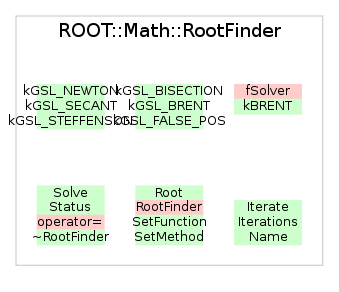 ROOT::Math::RootFinder
kGSL_NEWTON kGSL_BISECTION fSolver
kGSL_SECANT kGSL_BRENT kBRENT
kGSL_STEFFENSON kGSL_FALSE_POS
Solve Root
Status RootFinder Iterate
operator= SetFunction Iterations
~RootFinder SetMethod Name